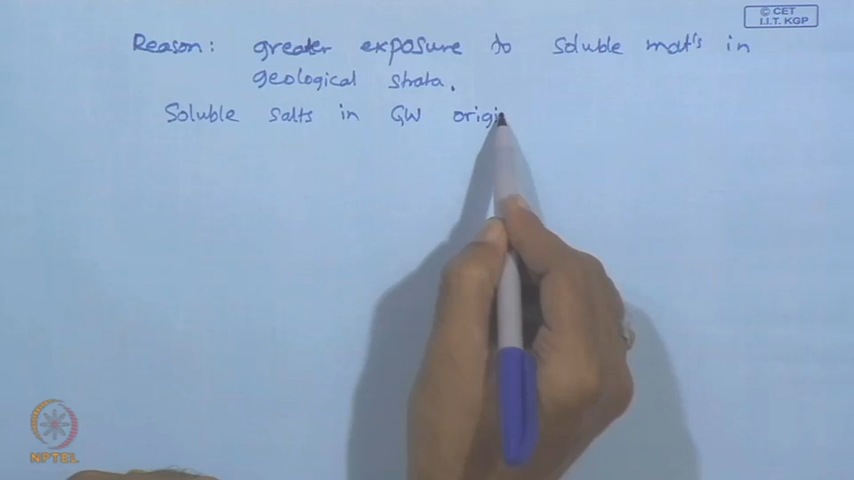 © CET
I.I.T. KGP
Reason: greater exposure to soluble mat's in
geological strata.
Soluble salts in GW origi
NPTEL